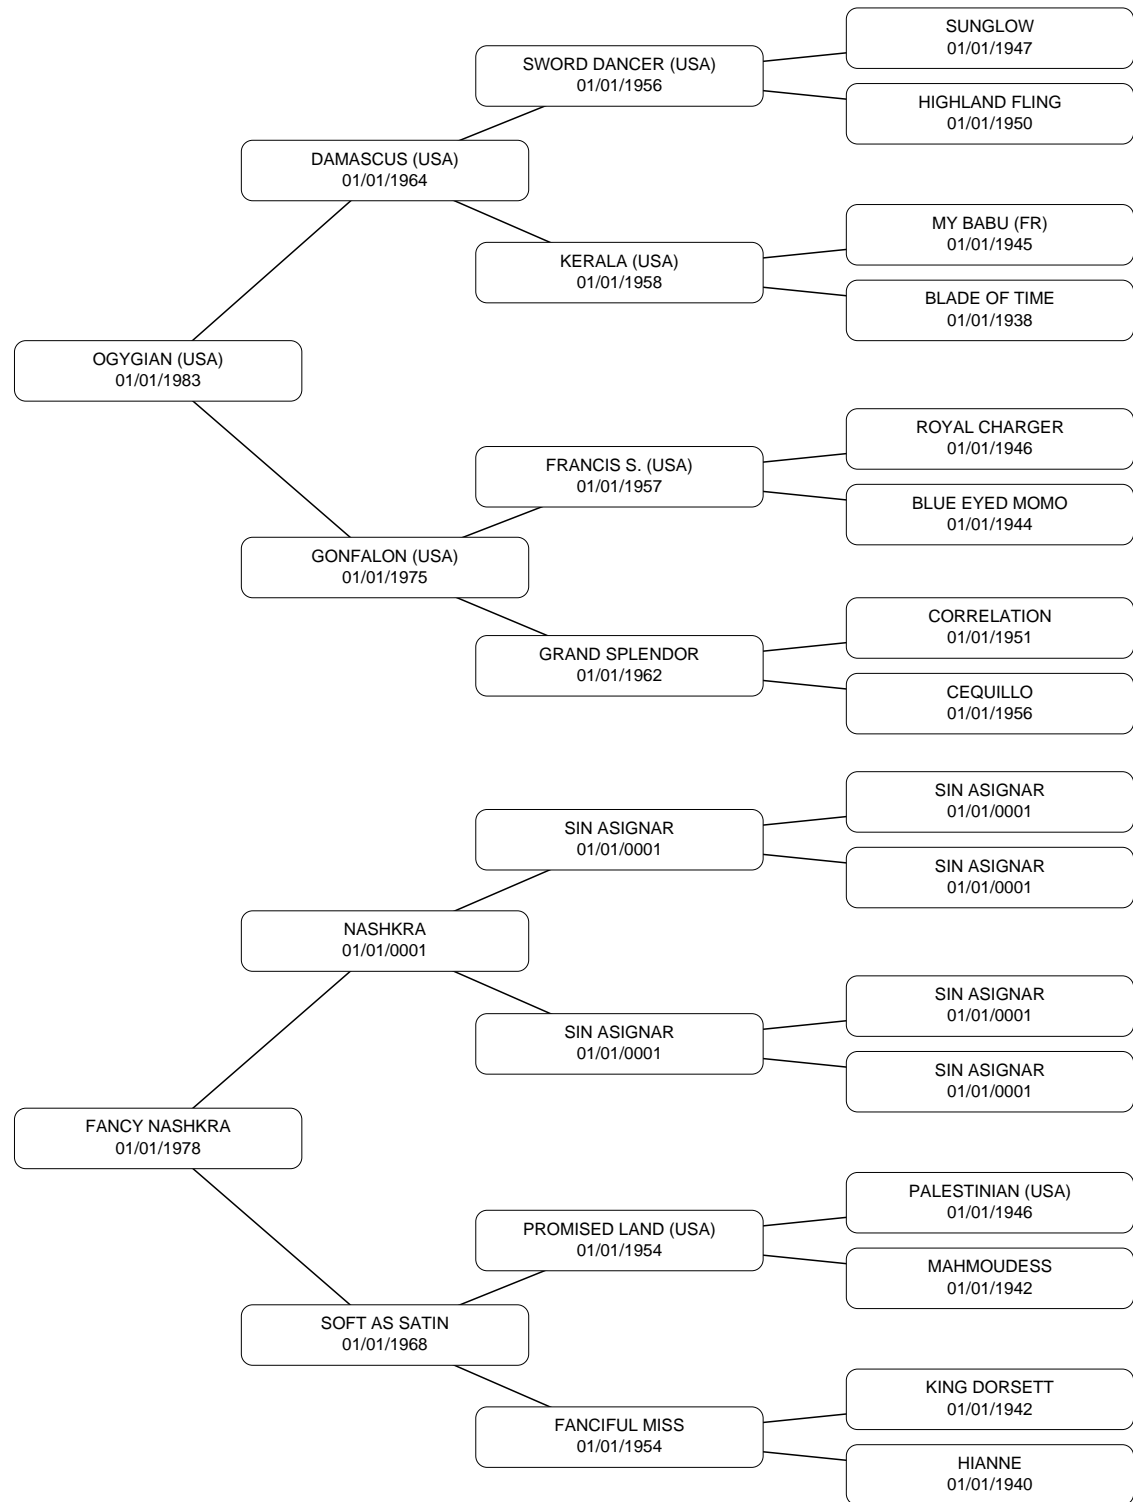 SUNGLOW
01/01/1947
SWORD DANCER (USA)
01/01/1956
HIGHLAND FLING
01/01/1950
DAMASCUS (USA)
01/01/1964
MY BABU (FR)
01/01/1945
KERALA (USA)
01/01/1958
BLADE OF TIME
01/01/1938
OGYGIAN (USA)
01/01/1983
ROYAL CHARGER
01/01/1946
FRANCIS S. (USA)
01/01/1957
BLUE EYED MOMO
01/01/1944
GONFALON (USA)
01/01/1975
CORRELATION
01/01/1951
GRAND SPLENDOR
01/01/1962
CEQUILLO
01/01/1956
SIN ASIGNAR
01/01/0001
SIN ASIGNAR
01/01/0001
SIN ASIGNAR
01/01/0001
NASHKRA
01/01/0001
SIN ASIGNAR
01/01/0001
SIN ASIGNAR
01/01/0001
SIN ASIGNAR
01/01/0001
FANCY NASHKRA
01/01/1978
PALESTINIAN (USA)
01/01/1946
PROMISED LAND (USA)
01/01/1954
MAHMOUDESS
01/01/1942
SOFT AS SATIN
01/01/1968
KING DORSETT
01/01/1942
FANCIFUL MISS
01/01/1954
HIANNE
01/01/1940